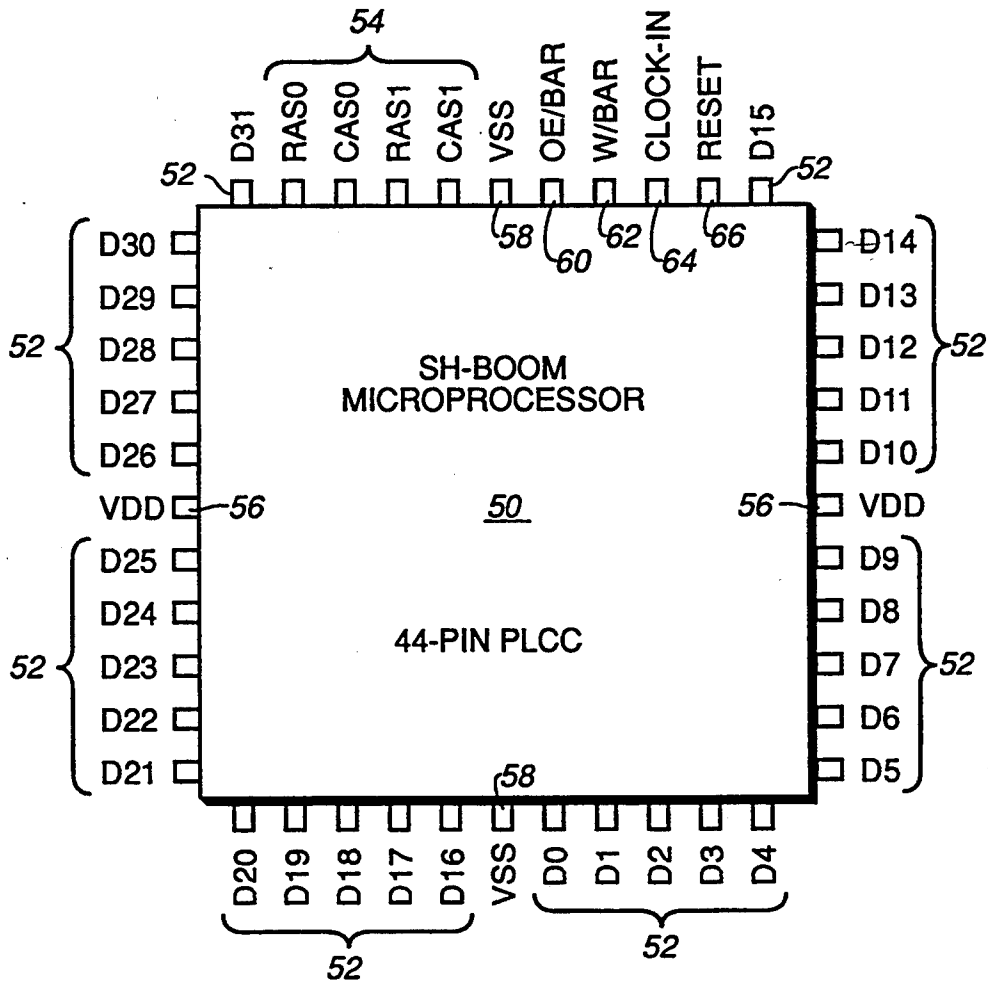 54
D31
RAS0
CAS0
RAS1
CAS1
VSS
OE/BAR
W/BAR
CLOCK-IN
RESET
D15
52
52
58
60
62
64
66
D30
D29
D28
D27
D26
52
VDD
56
D25
D24
D23
D22
D21
52
SH-BOOM
MICROPROCESSOR
50
44-PIN PLCC
D14
D13
D12
D11
D10
52
56
VDD
D9
D8
D7
D6
D5
52
58
D20
D19
D18
D17
D16
VSS
D0
D1
D2
D3
D4
52
52